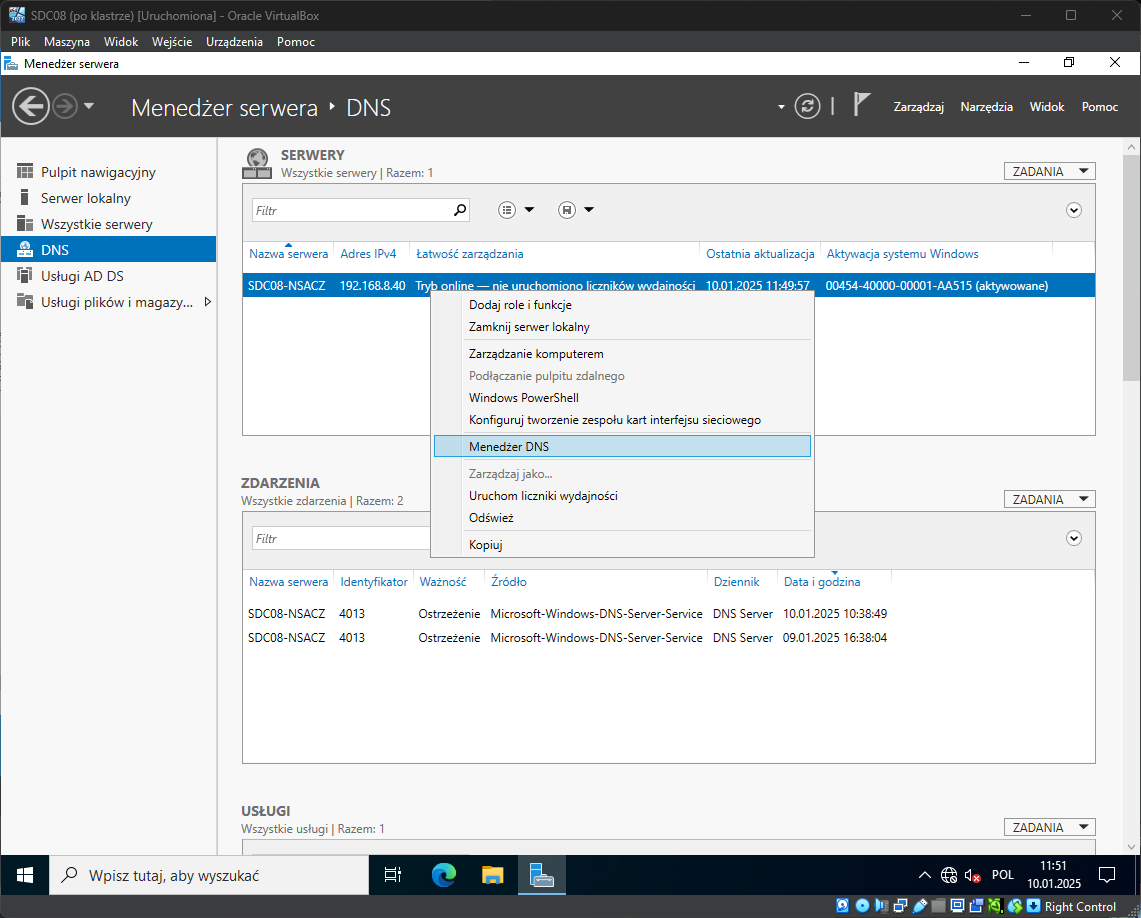 SDC08 (po klastrze) [Uruchomiona] - Oracle VirtualBox
Plik Maszyna Widok Wejście Urządzenia Pomoc
Menedżer serwera
Menedżer serwera DNS
Zarządzaj Narzędzia Widok Pomoc
Pulpit nawigacyjny
Serwer lokalny
Wszystkie serwery
DNS
Usługi AD DS
Usługi plików i magazy...
SERWERY
Wszystkie serwery | Razem: 1
ZADANIA
Filtr
Nazwa serwera Adres IPv4 Łatwość zarządzania Ostatnia aktualizacja Aktywacja systemu Windows
SDC08-NSACZ 192.168.8.40 Tryb online — nie uruchomiono liczników wydajności 10.01.2025 11:49:57 00454-40000-00001-AA515 (aktywowane)
Dodaj role i funkcje
Zamknij serwer lokalny
Zarządzanie komputerem
Podłączanie pulpitu zdalnego
Windows PowerShell
Konfiguruj tworzenie zespołu kart interfejsu sieciowego
Menedżer DNS
Zarządzaj jako...
Uruchom liczniki wydajności
Odśwież
Kopiuj
ZDARZENIA
Wszystkie zdarzenia | Razem: 2
ZADANIA
Filtr
Nazwa serwera Identyfikator Ważność Źródło Dziennik Data i godzina
SDC08-NSACZ 4013 Ostrzeżenie Microsoft-Windows-DNS-Server-Service DNS Server 10.01.2025 10:38:49
SDC08-NSACZ 4013 Ostrzeżenie Microsoft-Windows-DNS-Server-Service DNS Server 09.01.2025 16:38:04
USŁUGI
Wszystkie usługi | Razem: 1
ZADANIA
Wpisz tutaj, aby wyszukać
POL
11:51
10.01.2025
Right Control